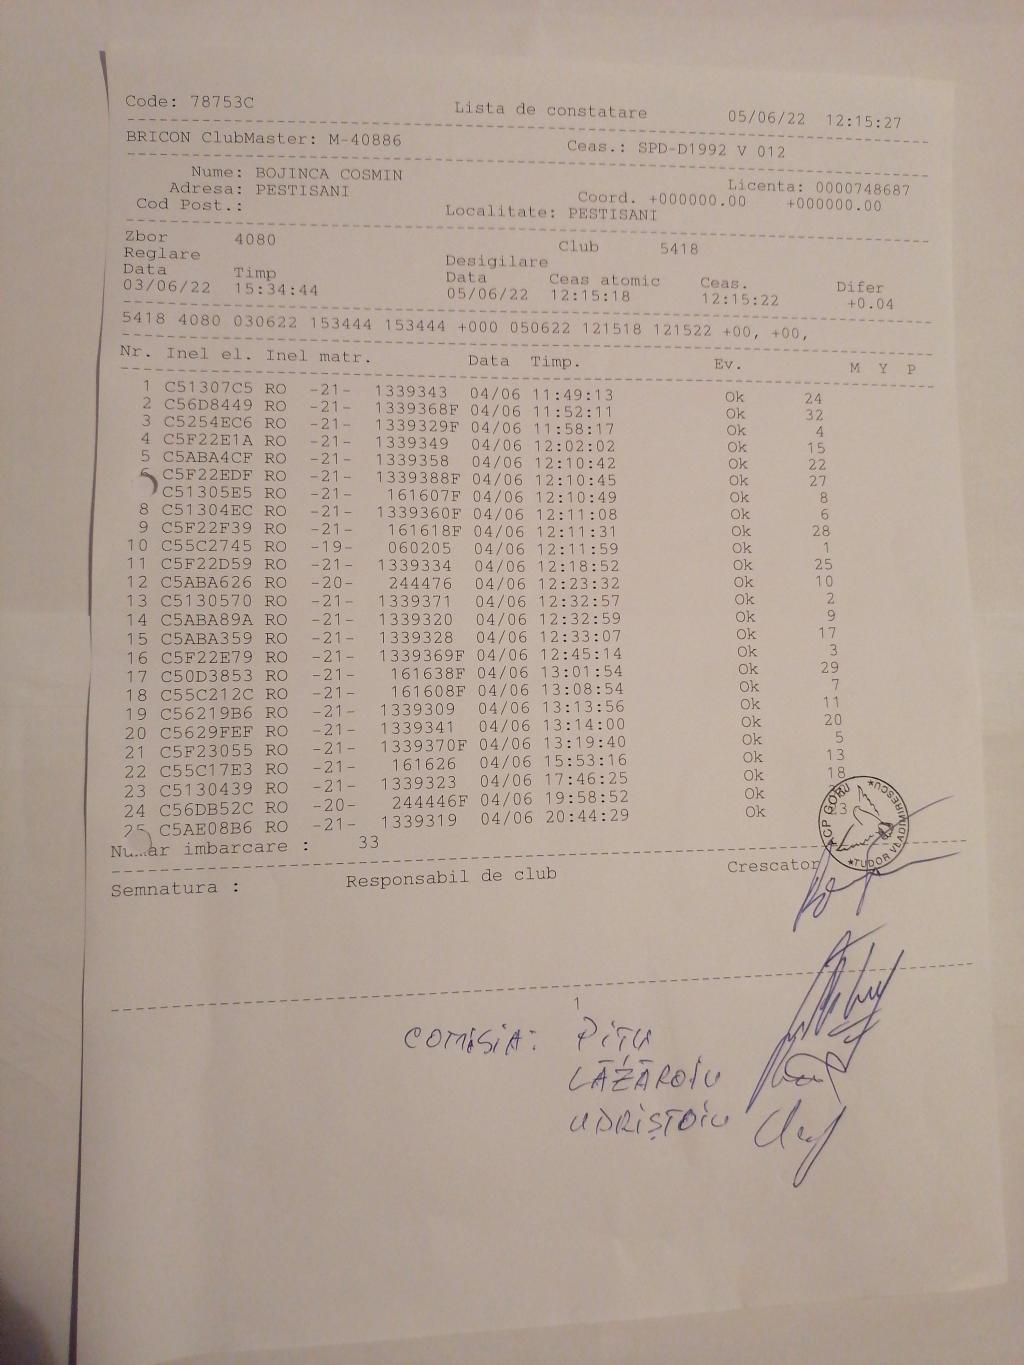 Code: 78753C Lista de constatare 05/06/22 12:15:27
BRICON ClubMaster: M-40886 Ceas.: SPD-D1992 V 012
Nume: BOJINCA COSMIN Licenta: 0000748687
Adresa: PESTISANI Coord. +000000.00 +000000.00
Cod Post.: Localitate: PESTISANI
Zbor 4080 Club 5418
Reglare Desigilare
Data Timp Data Ceas atomic Ceas. Difer
03/06/22 15:34:44 05/06/22 12:15:18 12:15:22 +0.04
5418 4080 030622 153444 153444 +000 050622 121518 121522 +00, +00,
Nr. Inel el. Inel matr. Data Timp. Ev. M Y P
1 C51307C5 RO -21- 1339343 04/06 11:49:13 Ok 24
2 C56D8449 RO -21- 1339368F 04/06 11:52:11 Ok 32
3 C5254EC6 RO -21- 1339329F 04/06 11:58:17 Ok 4
4 C5F22E1A RO -21- 1339349 04/06 12:02:02 Ok 15
5 C5ABA4CF RO -21- 1339358 04/06 12:10:42 Ok 22
6 C5F22EDF RO -21- 1339388F 04/06 12:10:45 Ok 27
C51305E5 RO -21- 161607F 04/06 12:10:49 Ok 8
8 C51304EC RO -21- 1339360F 04/06 12:11:08 Ok 6
9 C5F22F39 RO -21- 161618F 04/06 12:11:31 Ok 28
10 C55C2745 RO -19- 060205 04/06 12:11:59 Ok 1
11 C5F22D59 RO -21- 1339334 04/06 12:18:52 Ok 25
12 C5ABA626 RO -20- 244476 04/06 12:23:32 Ok 10
13 C5130570 RO -21- 1339371 04/06 12:32:57 Ok 2
14 C5ABA89A RO -21- 1339320 04/06 12:32:59 Ok 9
15 C5ABA359 RO -21- 1339328 04/06 12:33:07 Ok 17
16 C5F22E79 RO -21- 1339369F 04/06 12:45:14 Ok 3
17 C50D3853 RO -21- 161638F 04/06 13:01:54 Ok 29
18 C55C212C RO -21- 161608F 04/06 13:08:54 Ok 7
19 C56219B6 RO -21- 1339309 04/06 13:13:56 Ok 11
20 C5629FEF RO -21- 1339341 04/06 13:14:00 Ok 20
21 C5F23055 RO -21- 1339370F 04/06 13:19:40 Ok 5
22 C55C17E3 RO -21- 161626 04/06 15:53:16 Ok 13
23 C5130439 RO -21- 1339323 04/06 17:46:25 Ok 18
24 C56DB52C RO -20- 244446F 04/06 19:58:52 Ok
25 C5AE08B6 RO -21- 1339319 04/06 20:44:29 Ok
imbarcare : 33
Semnatura : Responsabil de club Crescator
ACP GORJ *TUDOR VLADIMIRESCU*
1
COMISIA: PIȚU
LĂZĂROIU
UDRIȘTOIU